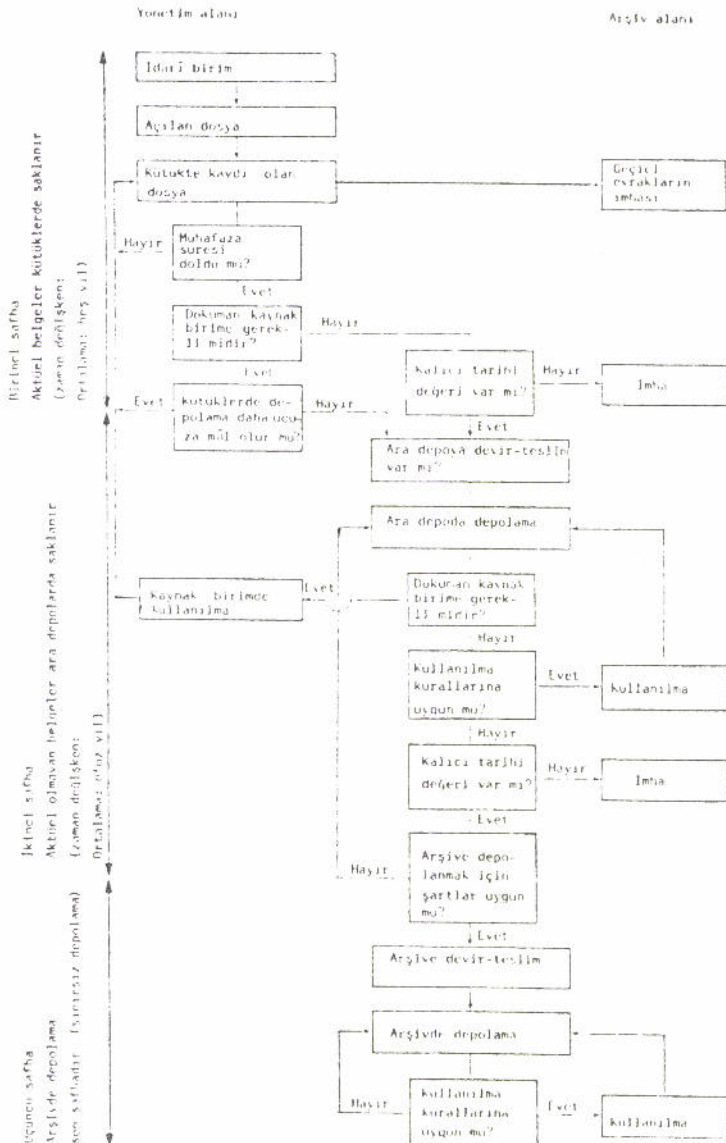 Yönetim alanı
Arşiv alanı
İdarî birim
Açılan dosya
Kütükte kaydı olan
dosya
Geçici
evrakların
imhası
Hayır
Muhafaza
süresi
doldu mu?
Evet
Doküman kaynak
birime gerek-
li midir?
Hayır
Evet
Kalıcı tarihi
değeri var mı?
Hayır
İmha
Evet
kütüklerde de-
polama daha ucu-
za mâl olur mu?
Hayır
Evet
Ara depoya devir-teslim
var mı?
Ara depoda depolama
Kaynak birimde
kullanılma
Evet
Doküman kaynak
birime gerek-
li midir?
Hayır
kullanılma
kurallarına
uygun mu?
Evet
kullanılma
Hayır
Kalıcı tarihi
değeri var mı?
Hayır
İmha
Evet
Hayır
Arşive depo-
lanmak için
şartlar uygun
mu?
Evet
Arşive devir-teslim
Arşivde depolama
Hayır
kullanılma
kurallarına
uygun mu?
Evet
kullanılma
Birinci safha
Aktüel belgeler kütüklerde saklanır
(zaman değişken:
Ortalama: beş yıl)
İkinci safha
Aktüel olmayan belgeler ara depolarda saklanır
(zaman değişken:
Ortalama: otuz yıl)
Üçüncü safha
Arşivde depolama
son safhadır (sınırsız depolama)